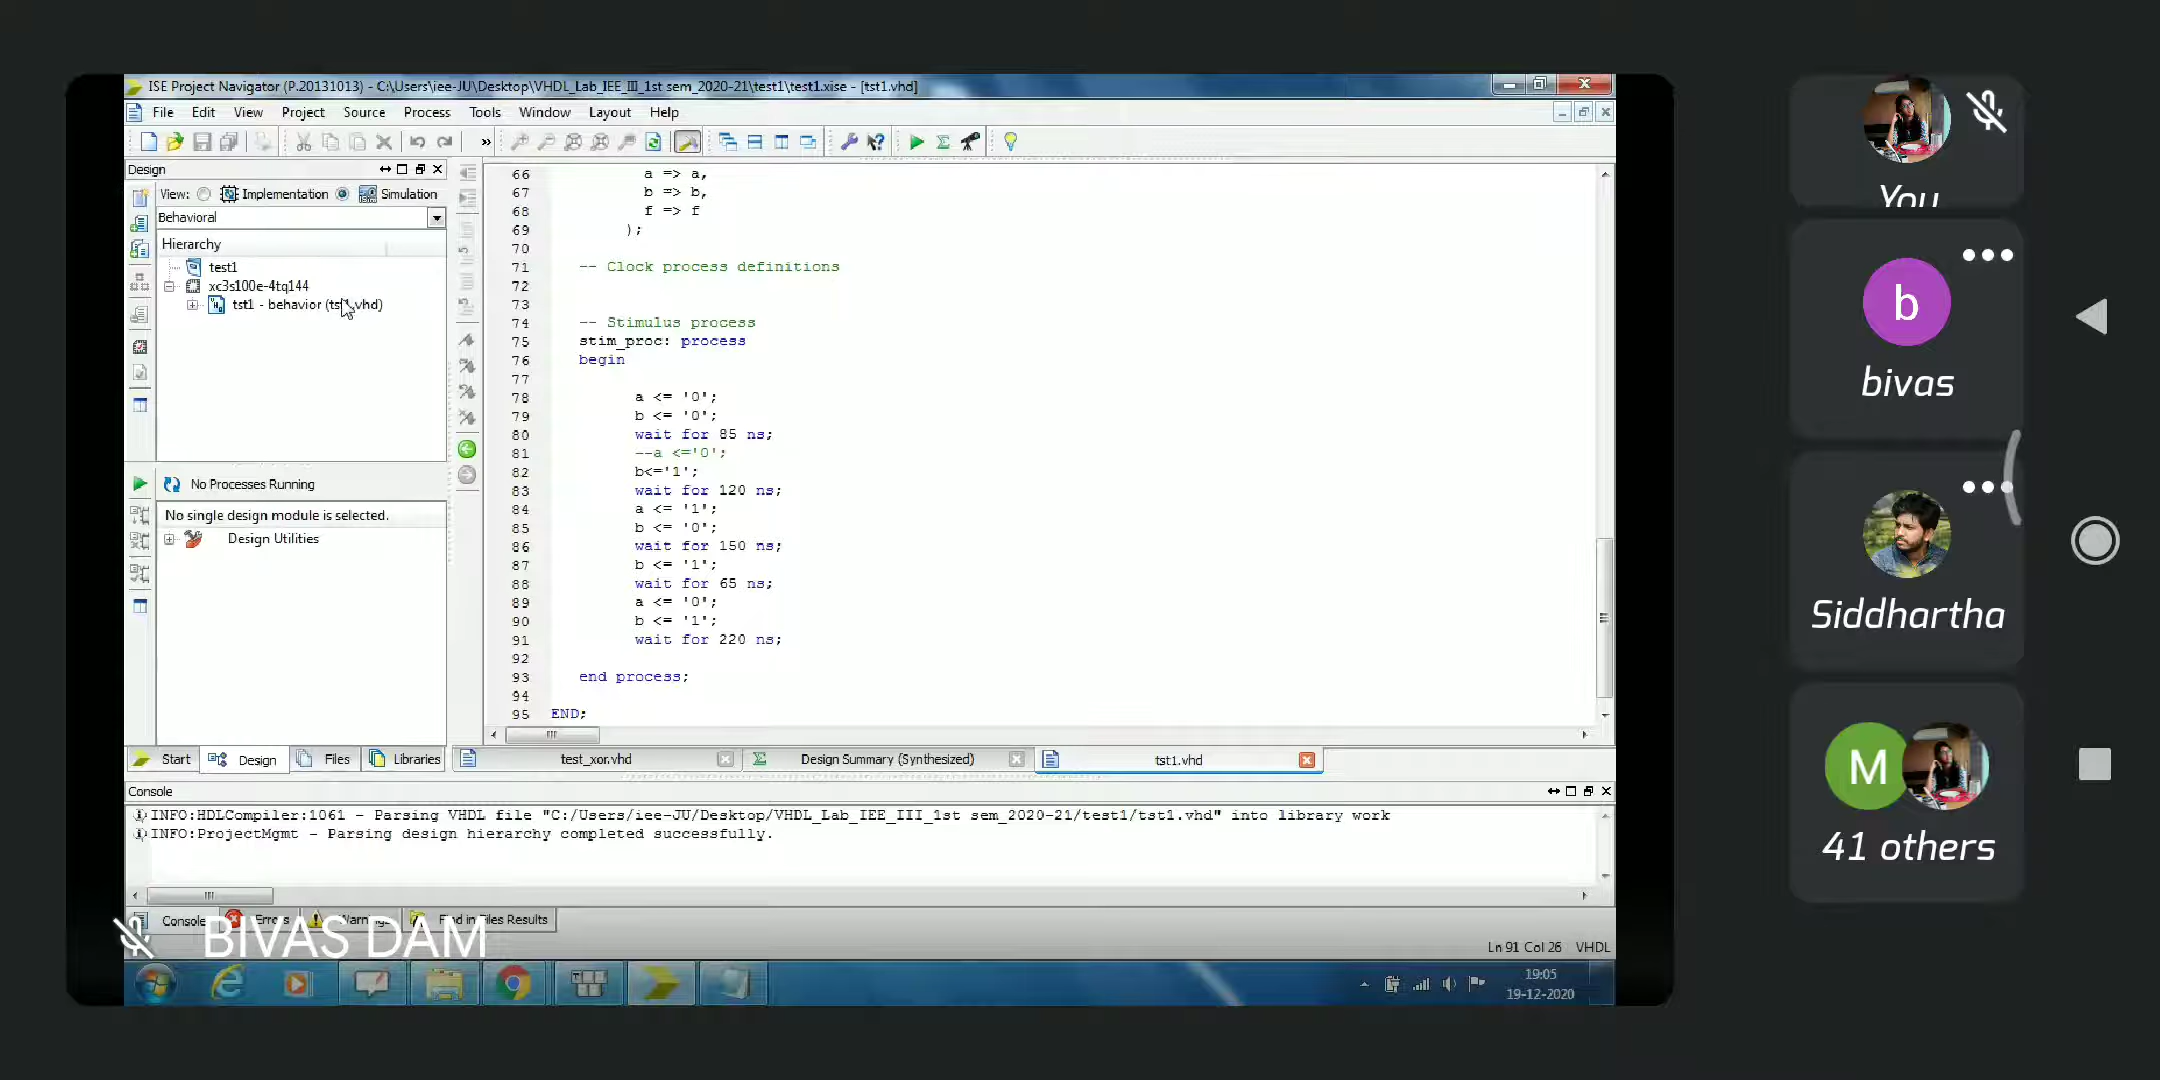 ISE Project Navigator (P.20131013) - C:\Users\iee-JU\Desktop\VHDL_Lab_IEE_III_1st sem_2020-21\test1\test1.xise - [tst1.vhd]
File Edit View Project Source Process Tools Window Layout Help
Design
View: Implementation Simulation
Behavioral
Hierarchy
test1
xc3s100e-4tq144
tst1 - behavior (tst1.vhd)
No Processes Running
No single design module is selected.
Design Utilities
66 a => a,
67 b => b,
68 f => f
69 );
70
71 -- Clock process definitions
72
73
74 -- Stimulus process
75 stim_proc: process
76 begin
77
78 a <= '0';
79 b <= '0';
80 wait for 85 ns;
81 --a <='0';
82 b<='1';
83 wait for 120 ns;
84 a <= '1';
85 b <= '0';
86 wait for 150 ns;
87 b <= '1';
88 wait for 65 ns;
89 a <= '0';
90 b <= '1';
91 wait for 220 ns;
92
93 end process;
94
95 END;
Start Design Files Libraries
test_xor.vhd Design Summary (Synthesized) tst1.vhd
Console
INFO:HDLCompiler:1061 - Parsing VHDL file "C:/Users/iee-JU/Desktop/VHDL_Lab_IEE_III_1st sem_2020-21/test1/tst1.vhd" into library work
INFO:ProjectMgmt - Parsing design hierarchy completed successfully.
Console Errors Warnings Find in Files Results
BIVAS DAM
Ln 91 Col 26 VHDL
19:05
19-12-2020
You
b
bivas
Siddhartha
M
41 others